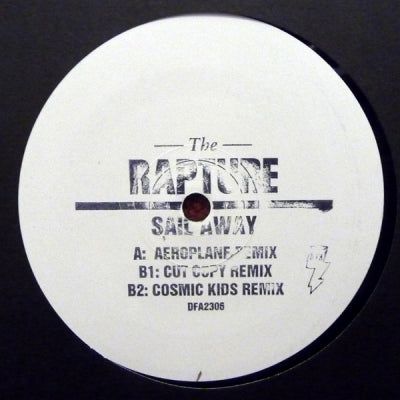 The
RAPTURE
SAIL AWAY
A: AEROPLANE REMIX
B1: CUT COPY REMIX
B2: COSMIC KIDS REMIX
DFA2306